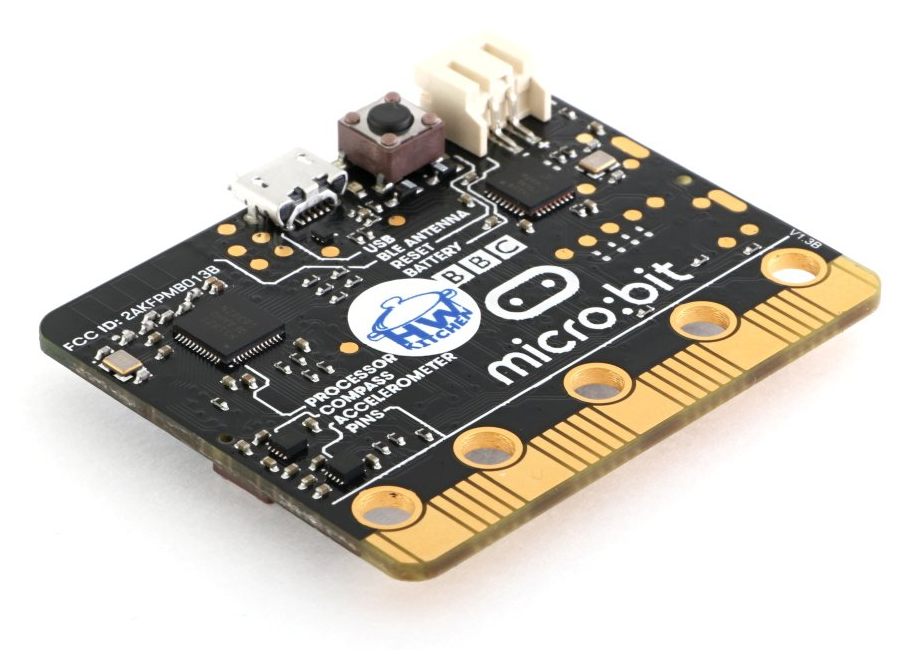 FCC ID: 2AKFPMB013B
USB
BLE ANTENNA
RESET
BATTERY
BBC
micro:bit
V1.3B
HW
KITCHEN
PROCESSOR
COMPASS
ACCELEROMETER
PINS
+